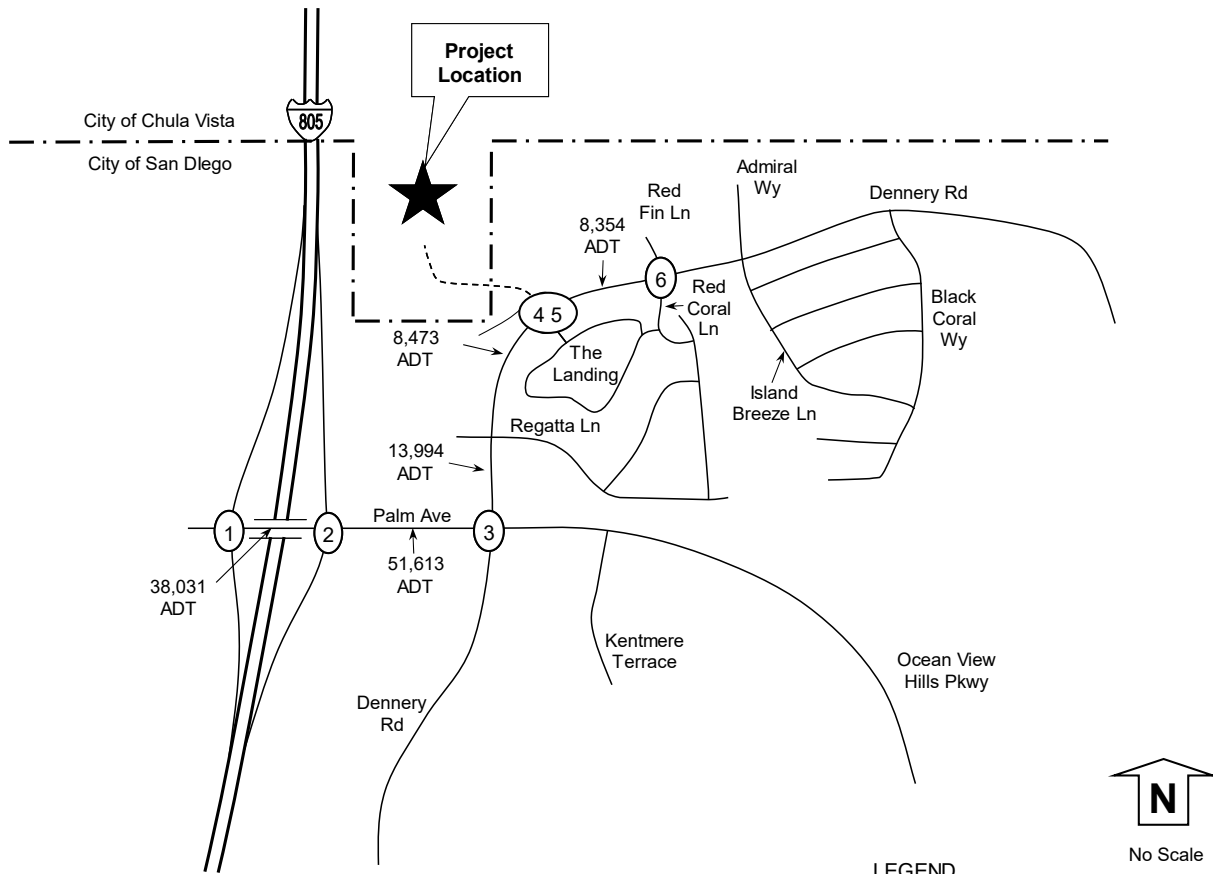 Project
Location
805
City of Chula Vista
City of San DIego
Admiral
Wy
Dennery Rd
Red
Fin Ln
8,354
ADT
6
Red
Coral
Ln
Black
Coral
Wy
4 5
8,473
ADT
The
Landing
Island
Breeze Ln
Regatta Ln
13,994
ADT
Palm Ave
1
2
3
51,613
ADT
38,031
ADT
Kentmere
Terrace
Ocean View
Hills Pkwy
Dennery
Rd
N
No Scale
LEGEND